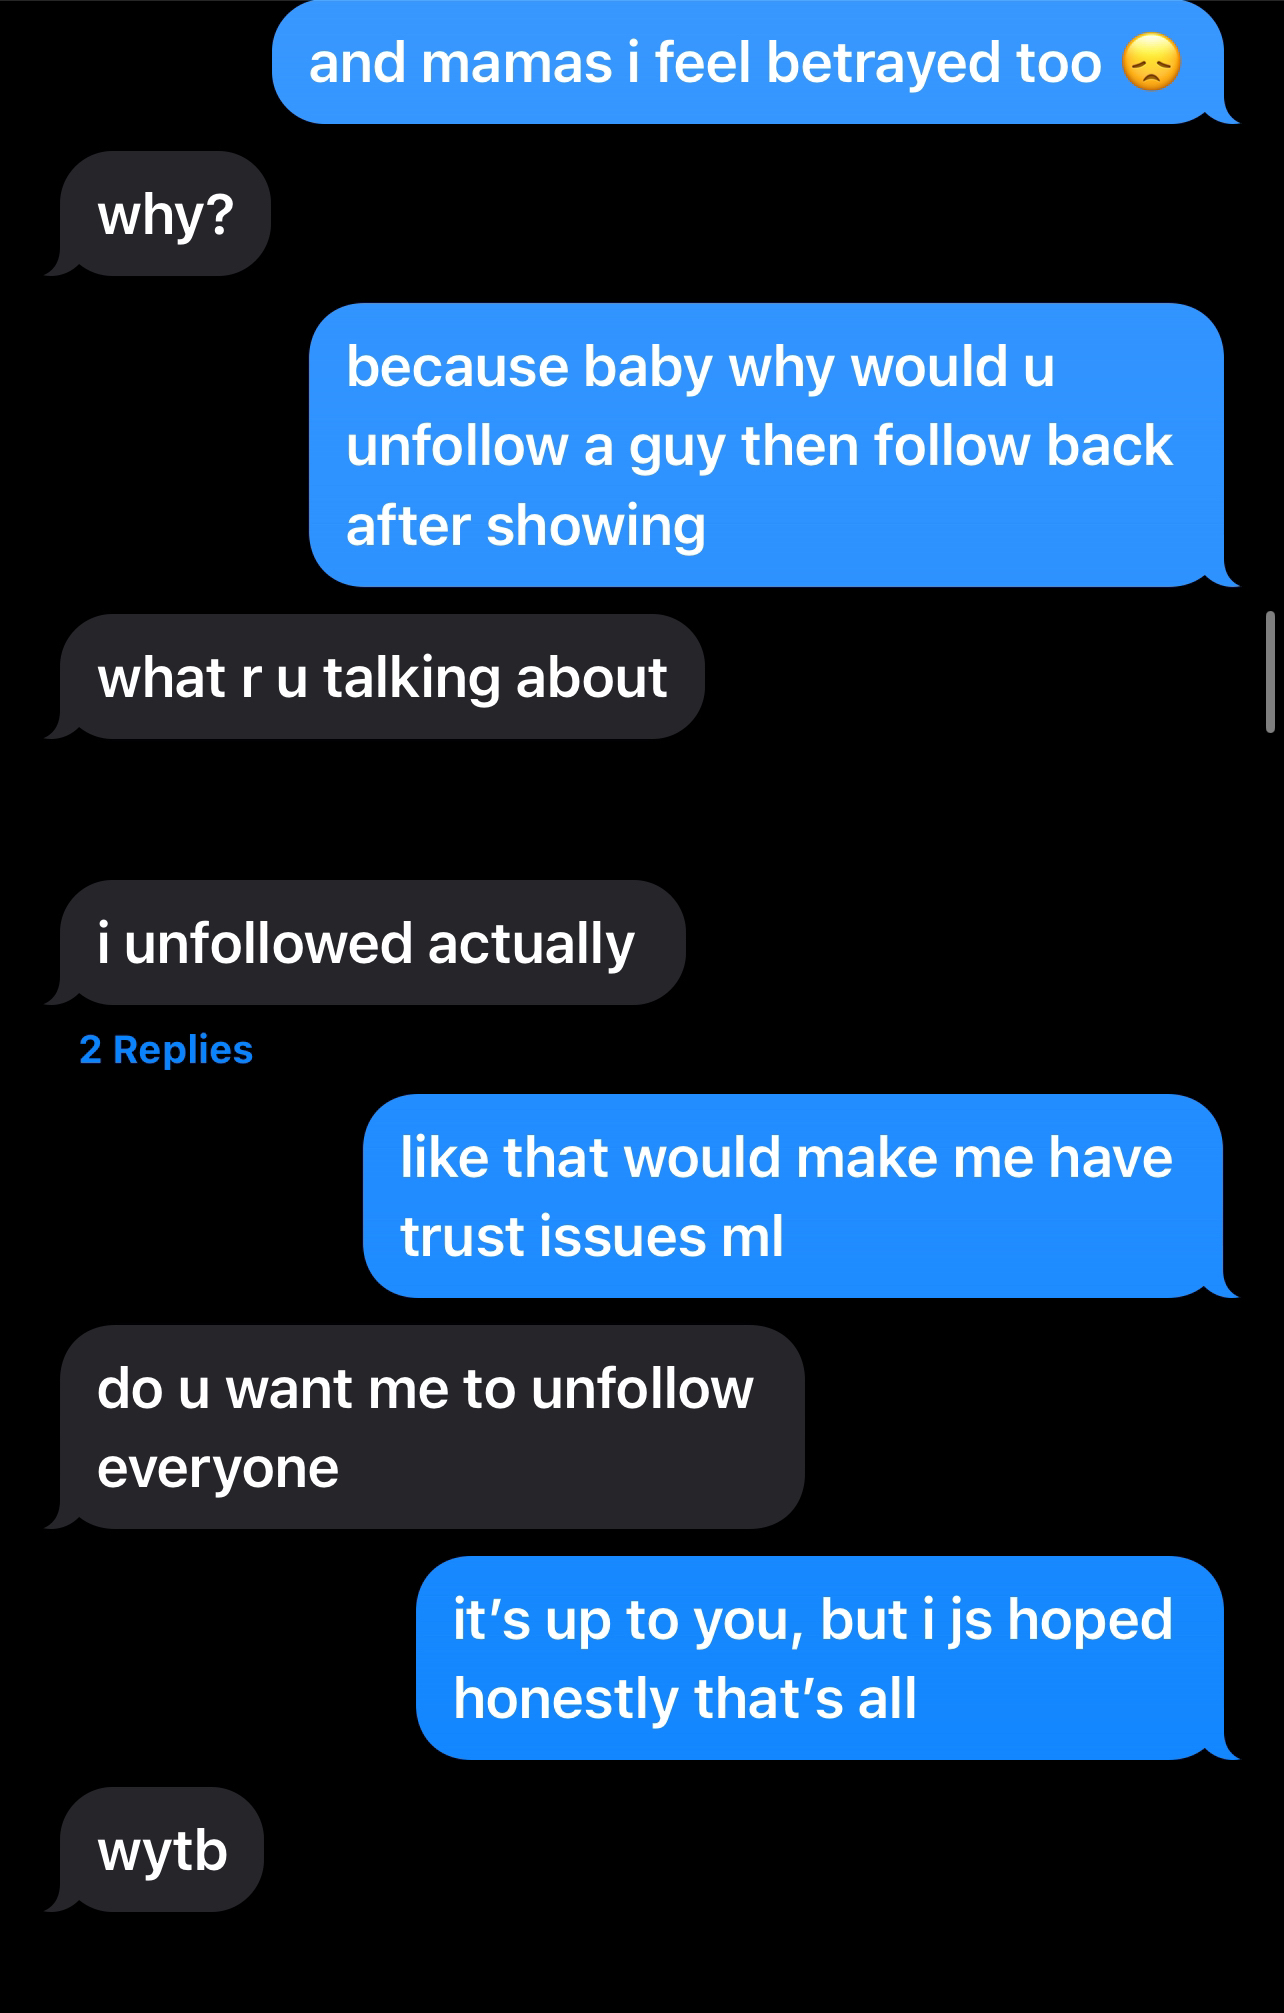 and mamas i feel betrayed too 😞
why?
because baby why would u
unfollow a guy then follow back
after showing
what r u talking about
i unfollowed actually
2 Replies
like that would make me have
trust issues ml
do u want me to unfollow
everyone
it’s up to you, but i js hoped
honestly that’s all
wytb